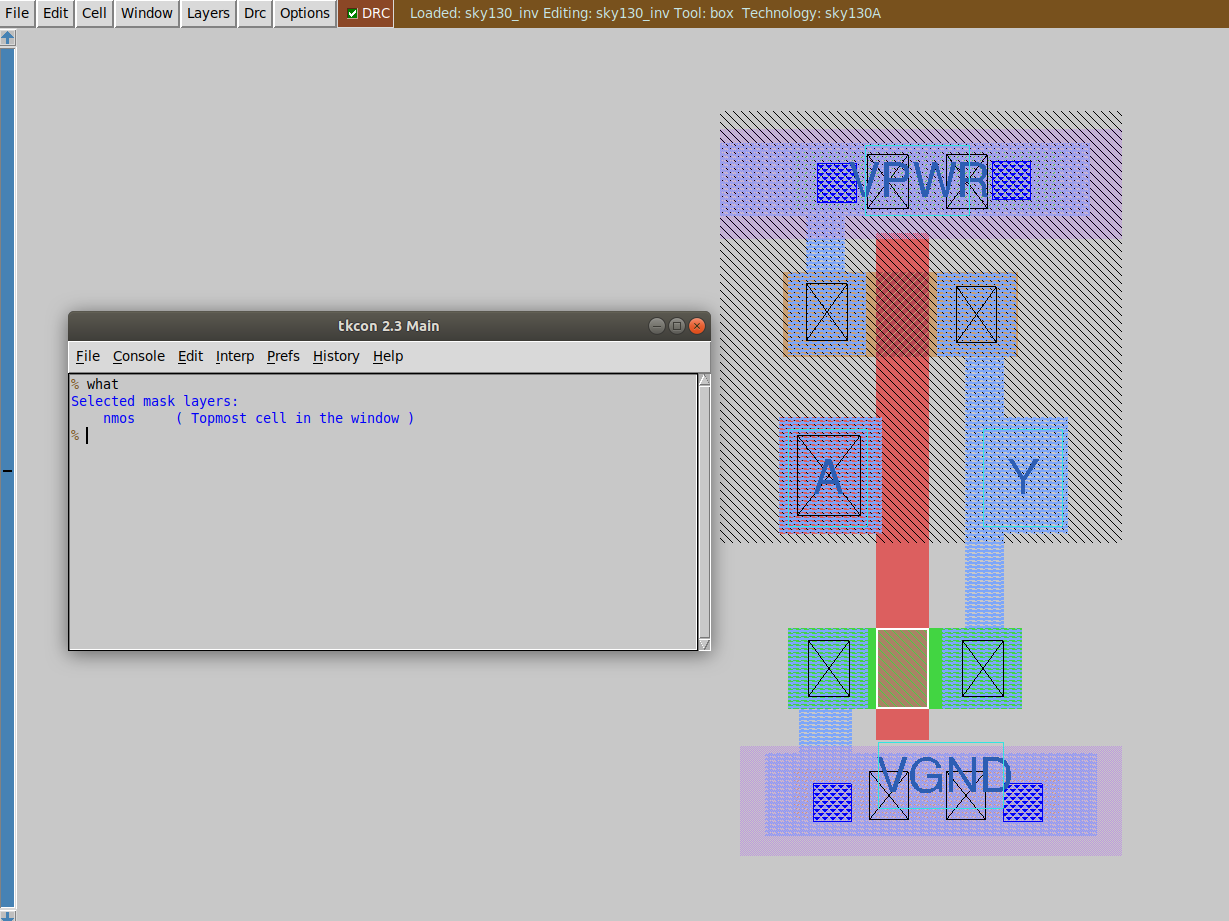 File Edit Cell Window Layers Drc Options DRC Loaded: sky130_inv Editing: sky130_inv Tool: box Technology: sky130A
VPWR
tkcon 2.3 Main
File Console Edit Interp Prefs History Help
% what
Selected mask layers:
nmos ( Topmost cell in the window )
%
A Y
VGND